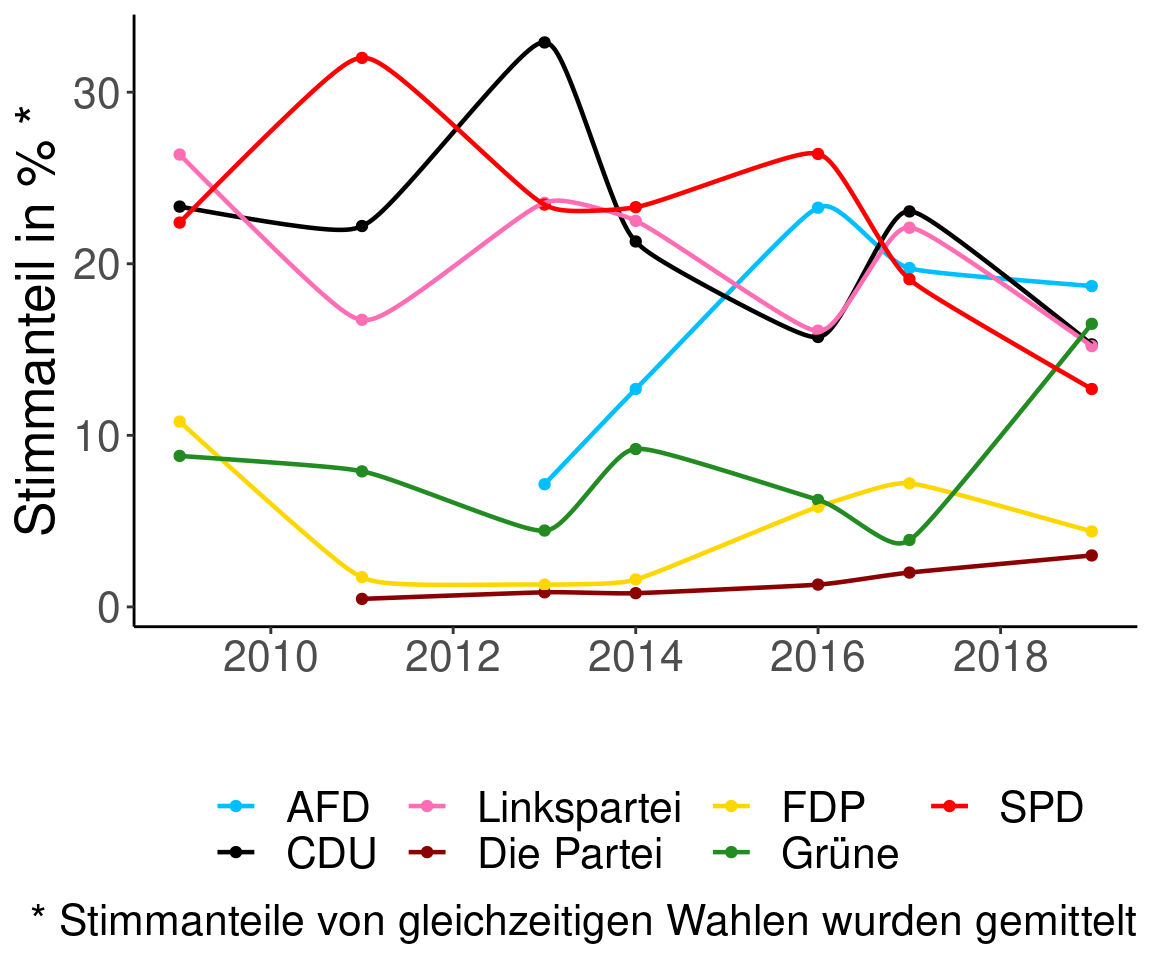 Stimmanteil in % *
30
20
10
0
2010 2012 2014 2016 2018
AFD Linkspartei FDP SPD
CDU Die Partei Grüne
* Stimmanteile von gleichzeitigen Wahlen wurden gemittelt